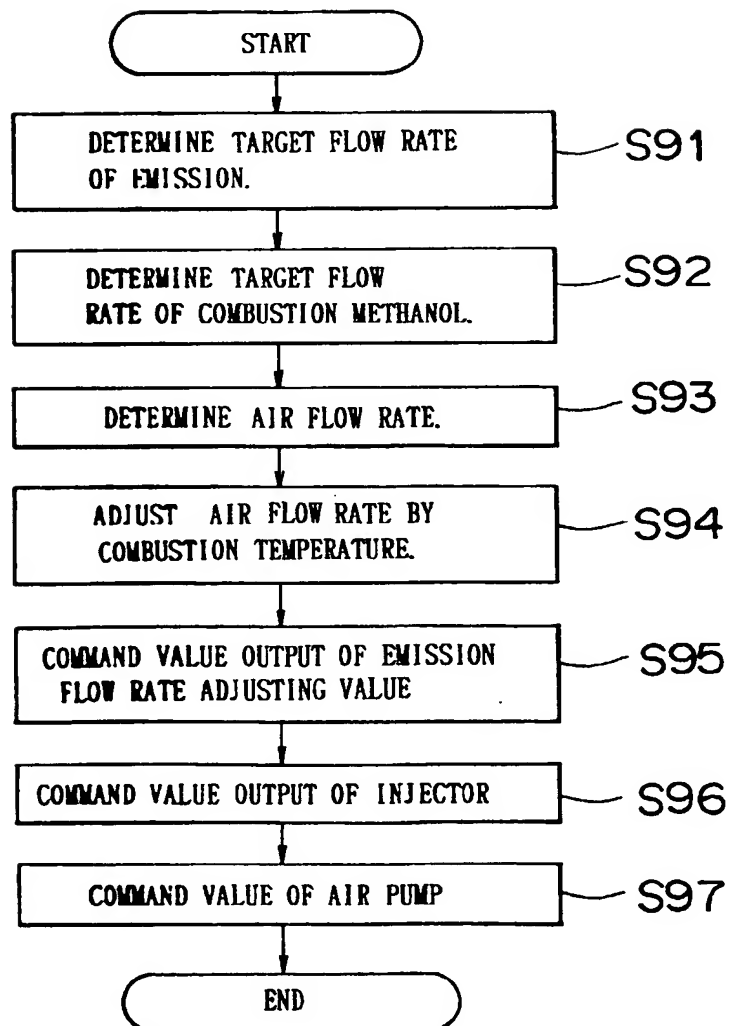 START
DETERMINE TARGET FLOW RATE
OF EMISSION.
S91
DETERMINE TARGET FLOW
RATE OF COMBUSTION METHANOL.
S92
DETERMINE AIR FLOW RATE.
S93
ADJUST AIR FLOW RATE BY
COMBUSTION TEMPERATURE.
S94
COMMAND VALUE OUTPUT OF EMISSION
FLOW RATE ADJUSTING VALUE
S95
COMMAND VALUE OUTPUT OF INJECTOR
S96
COMMAND VALUE OF AIR PUMP
S97
END